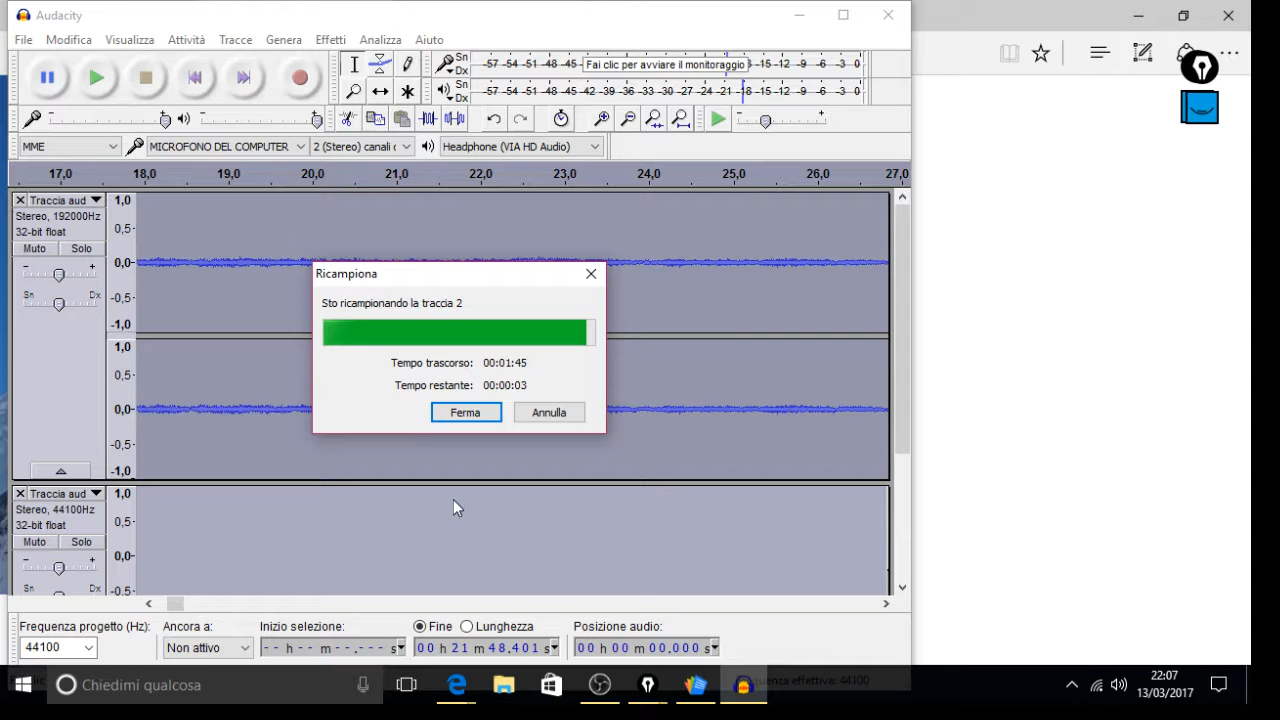 Audacity
File Modifica Visualizza Attività Tracce Genera Effetti Analizza Aiuto
Sn -57 -54 -51 -48 -45 Fai clic per avviare il monitoraggio -15 -12 -9 -6 -3 0
Dx
Sn -57 -54 -51 -48 -45 -42 -39 -36 -33 -30 -27 -24 -21 -18 -15 -12 -9 -6 -3 0
Dx
MME MICROFONO DEL COMPUTER 2 (Stereo) canali Headphone (VIA HD Audio)
17,0 18,0 19,0 20,0 21,0 22,0 23,0 24,0 25,0 26,0 27,0
Traccia aud 1,0
Stereo, 192000Hz
32-bit float 0,5
Muto Solo
- + 0,0
Sn Dx -0,5
-1,0
Ricampiona
Sto ricampionando la traccia 2
Tempo trascorso: 00:01:45
Tempo restante: 00:00:03
Ferma Annulla
1,0
0,5
0,0
-0,5
-1,0
Traccia aud 1,0
Stereo, 44100Hz
32-bit float 0,5
Muto Solo
- + 0,0
Sn Dx -0,5
Frequenza progetto (Hz): Ancora a: Inizio selezione: Fine Lunghezza Posizione audio:
44100 Non attivo -- h -- m --.--- s 00 h 21 m 48.401 s 00 h 00 m 00.000 s
Chiedimi qualcosa
enza effettiva: 44100
22:07
13/03/2017